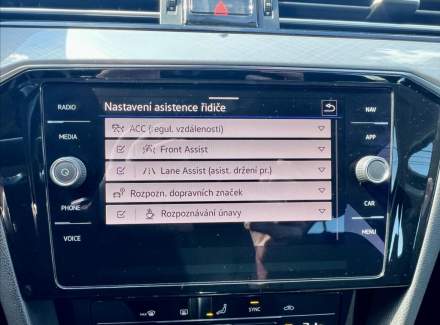 Nastavení asistence řidiče
RADIO
NAV
MEDIA
APP
ACC (regul. vzdálenosti)
Front Assist
Lane Assist (asist. držení pr.)
Rozpozn. dopravních značek
Rozpoznávání únavy
PHONE
CAR
VOICE
MENU
MAX
SYNC